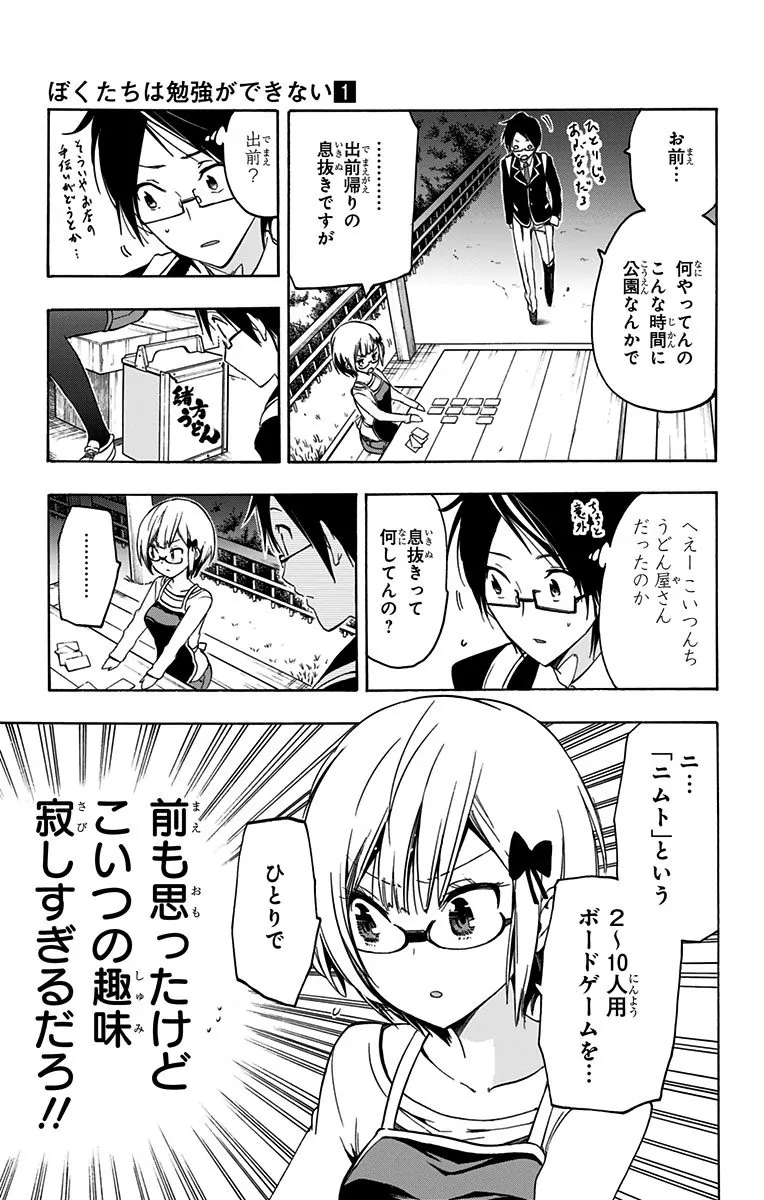 ぼくたちは勉強ができない1
お前…
何やってんの
こんな時間に
公園なんかで
ひとりじゃ
あぶないだろ
…………
出前帰りの
息抜きですが
出前？
そういやお店の
手伝いがどうとか…
緒方
うどん
へえーこいつんち
うどん屋さん
だったのか
ちょっと
意外
息抜きって
何してんの？
…………
ニ…
「ニムト」という
2〜10人用
ボードゲームを…
ひとりで
前も思ったけど
こいつの趣味
寂しすぎるだろ!!